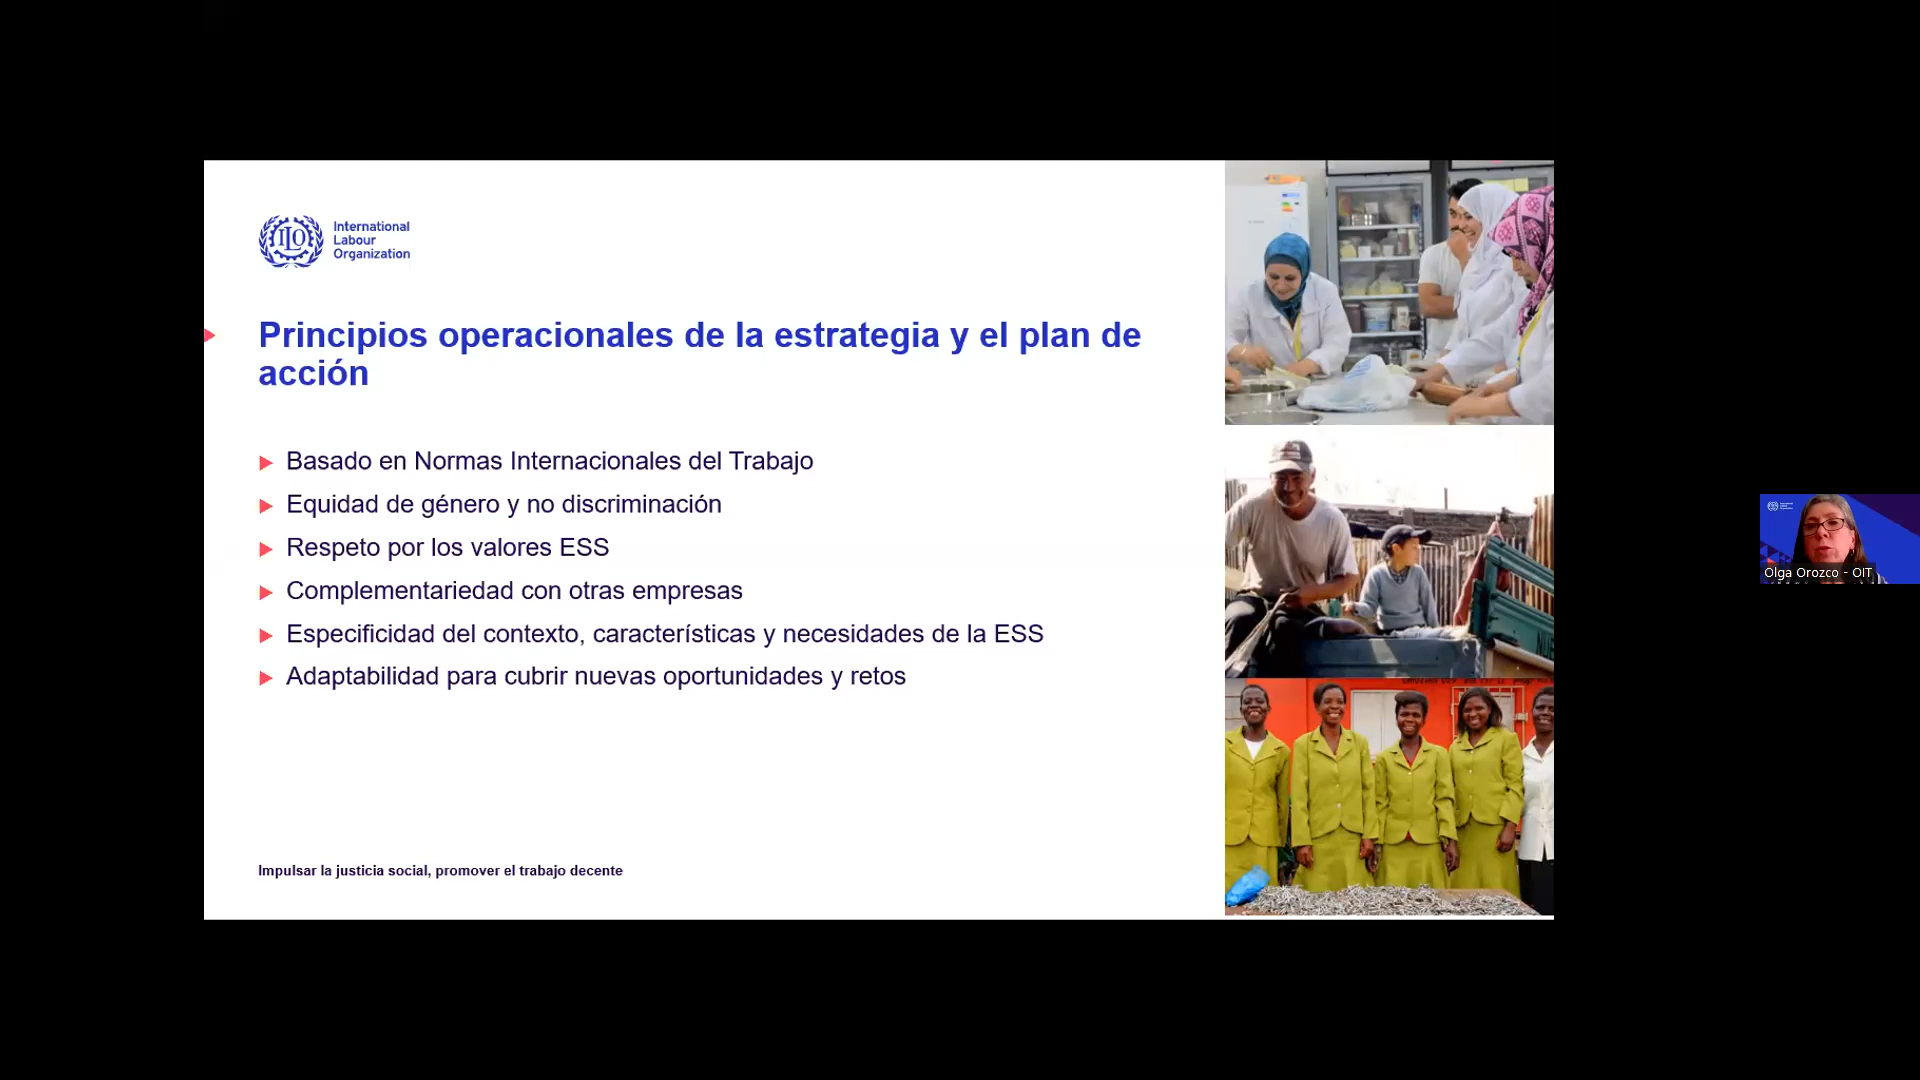 ILO
International
Labour
Organization
Principios operacionales de la estrategia y el plan de
acción
Basado en Normas Internacionales del Trabajo
Equidad de género y no discriminación
Respeto por los valores ESS
Complementariedad con otras empresas
Especificidad del contexto, características y necesidades de la ESS
Adaptabilidad para cubrir nuevas oportunidades y retos
Impulsar la justicia social, promover el trabajo decente
Olga Orozco - OIT